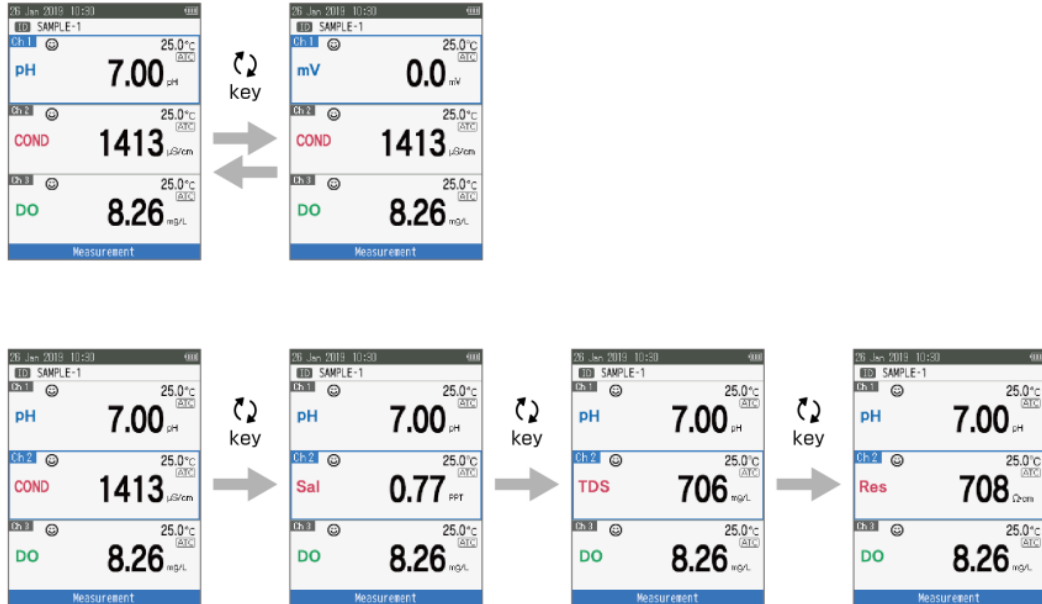 26 Jan 2019 10:30
ID SAMPLE-1
Ch 1 25.0°C
ATC
pH 7.00 pH
Ch 2 25.0°C
ATC
COND 1413 μS/cm
Ch 3 25.0°C
ATC
DO 8.26 mg/L
Measurement
key
26 Jan 2019 10:30
ID SAMPLE-1
Ch 1 25.0°C
ATC
mV 0.0 mV
Ch 2 25.0°C
ATC
COND 1413 μS/cm
Ch 3 25.0°C
ATC
DO 8.26 mg/L
Measurement
26 Jan 2019 10:30
ID SAMPLE-1
Ch 1 25.0°C
ATC
pH 7.00 pH
Ch 2 25.0°C
ATC
COND 1413 μS/cm
Ch 3 25.0°C
ATC
DO 8.26 mg/L
Measurement
key
26 Jan 2019 10:30
ID SAMPLE-1
Ch 1 25.0°C
ATC
pH 7.00 pH
Ch 2 25.0°C
ATC
Sal 0.77 PPT
Ch 3 25.0°C
ATC
DO 8.26 mg/L
Measurement
key
26 Jan 2019 10:30
ID SAMPLE-1
Ch 1 25.0°C
ATC
pH 7.00 pH
Ch 2 25.0°C
ATC
TDS 706 mg/L
Ch 3 25.0°C
ATC
DO 8.26 mg/L
Measurement
key
26 Jan 2019 10:30
ID SAMPLE-1
Ch 1 25.0°C
ATC
pH 7.00 pH
Ch 2 25.0°C
ATC
Res 708 Ω·cm
Ch 3 25.0°C
ATC
DO 8.26 mg/L
Measurement